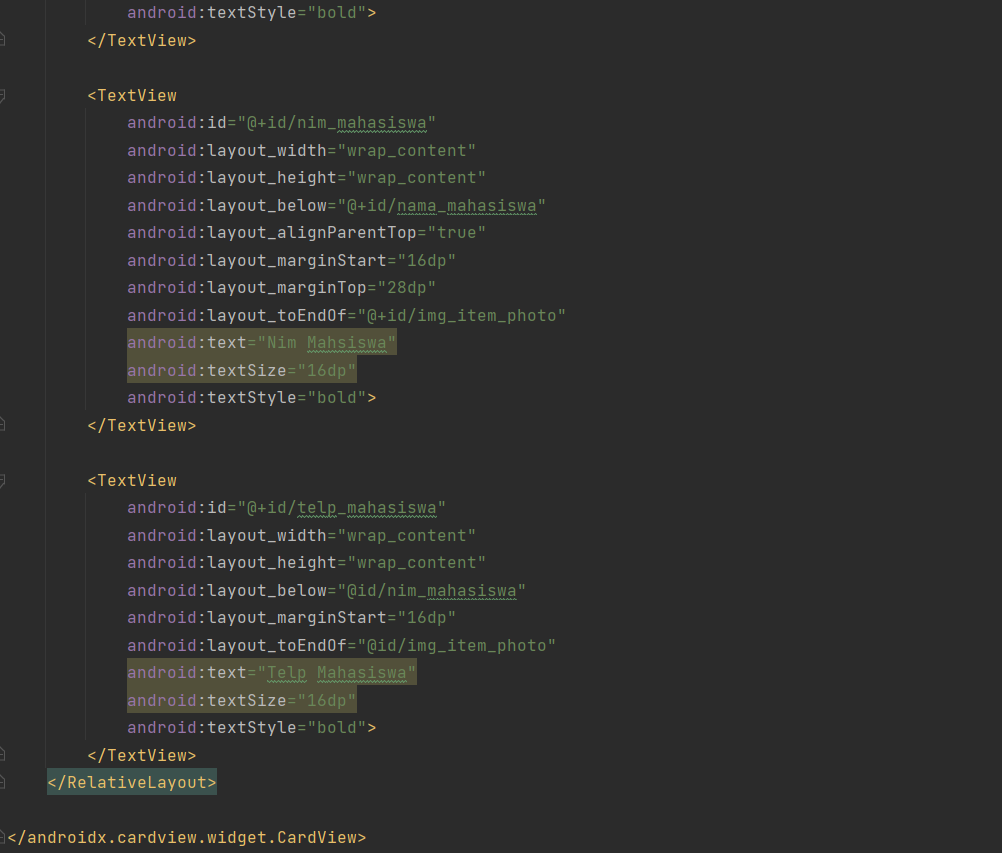 android:textStyle="bold">
</TextView>
<TextView
android:id="@+id/nim_mahasiswa"
android:layout_width="wrap_content"
android:layout_height="wrap_content"
android:layout_below="@+id/nama_mahasiswa"
android:layout_alignParentTop="true"
android:layout_marginStart="16dp"
android:layout_marginTop="28dp"
android:layout_toEndOf="@+id/img_item_photo"
android:text="Nim Mahsiswa"
android:textSize="16dp"
android:textStyle="bold">
</TextView>
<TextView
android:id="@+id/telp_mahasiswa"
android:layout_width="wrap_content"
android:layout_height="wrap_content"
android:layout_below="@id/nim_mahasiswa"
android:layout_marginStart="16dp"
android:layout_toEndOf="@id/img_item_photo"
android:text="Telp Mahasiswa"
android:textSize="16dp"
android:textStyle="bold">
</TextView>
</RelativeLayout>
</androidx.cardview.widget.CardView>